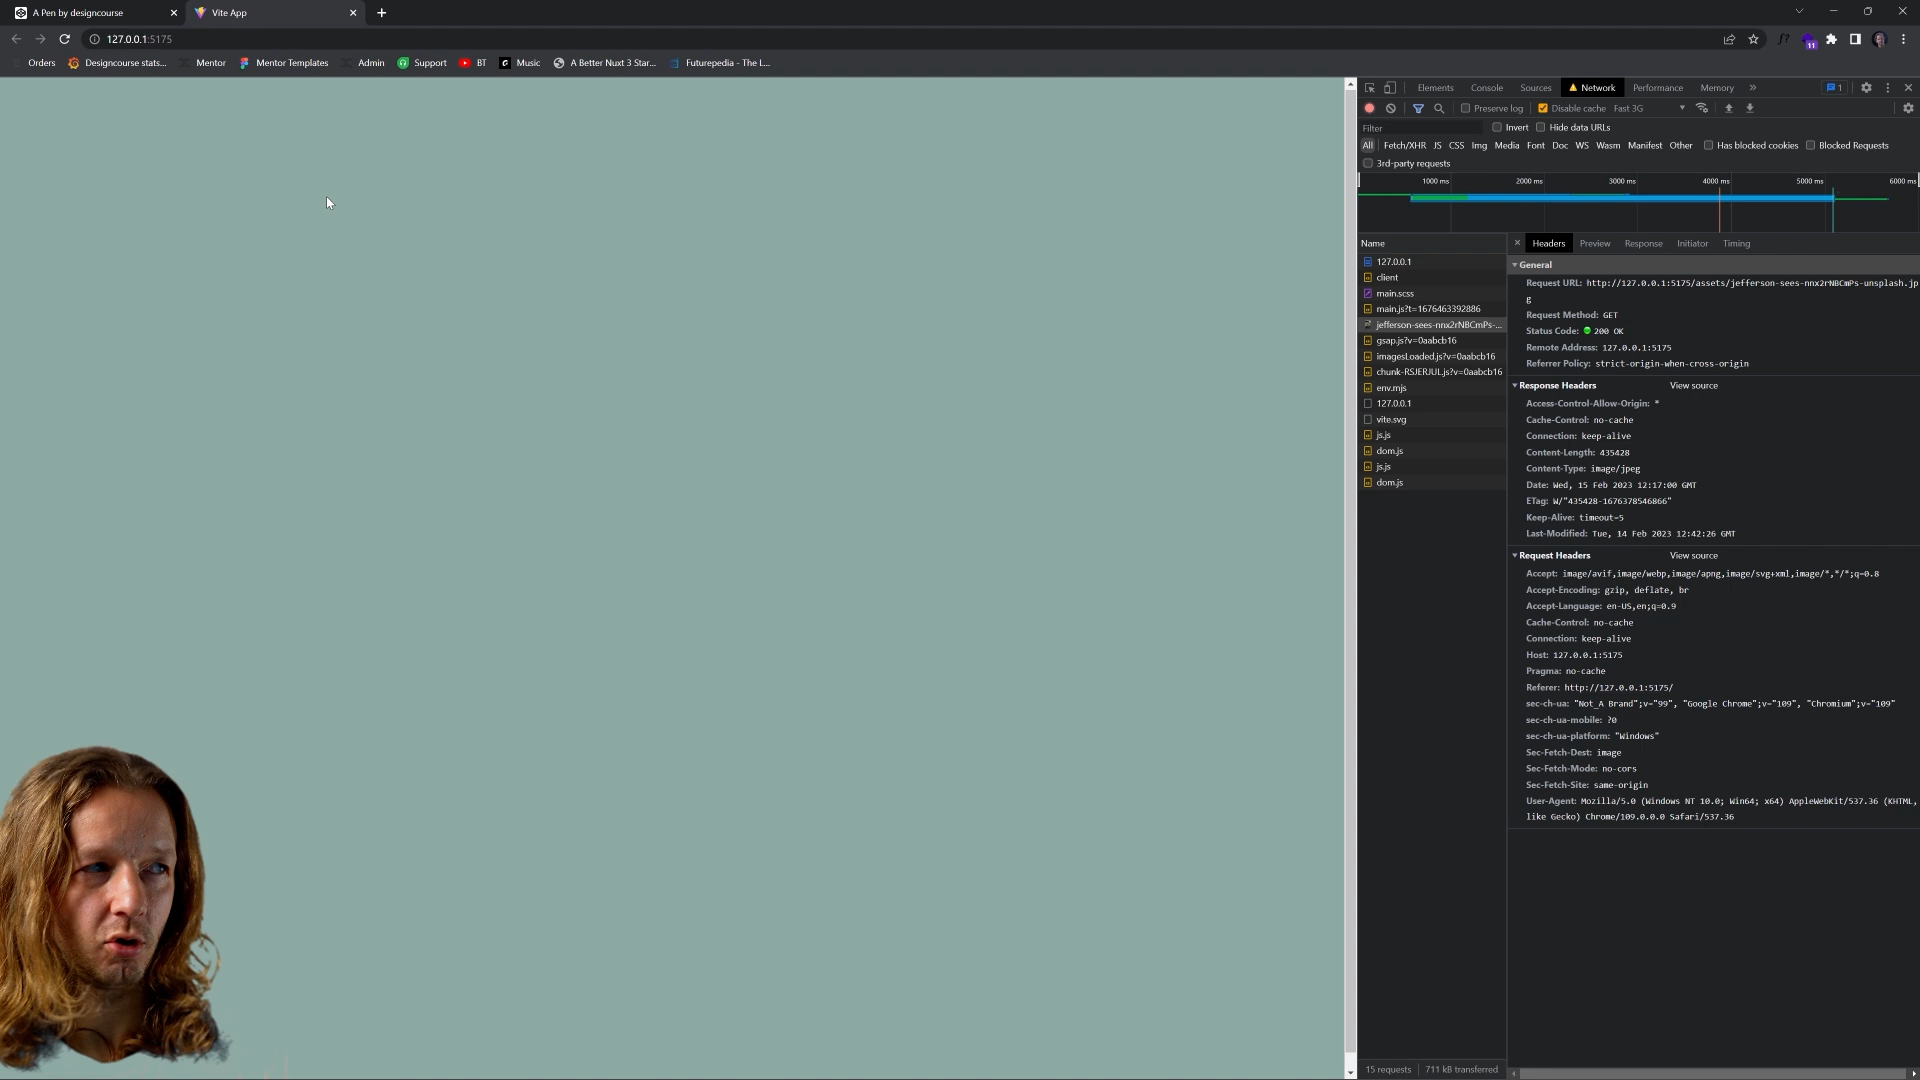 A Pen by designcourse
Vite App
127.0.0.1:5175
Orders
Designcourse stats...
Mentor
Mentor Templates
Admin
Support
BT
Music
A Better Nuxt 3 Star...
Futurepedia - The L...
Elements
Console
Sources
Network
Performance
Memory
1
Preserve log
Disable cache
Fast 3G
Filter
Invert
Hide data URLs
All
Fetch/XHR
JS
CSS
Img
Media
Font
Doc
WS
Wasm
Manifest
Other
Has blocked cookies
Blocked Requests
3rd-party requests
1000 ms
2000 ms
3000 ms
4000 ms
5000 ms
6000 ms
Name
127.0.0.1
client
main.scss
main.js?t=1676463392886
jefferson-sees-nnx2rNBCmPs-...
gsap.js?v=0aabcb16
imagesLoaded.js?v=0aabcb16
chunk-RSJERJUL.js?v=0aabcb16
env.mjs
127.0.0.1
vite.svg
js.js
dom.js
js.js
dom.js
15 requests
711 kB transferred
Headers
Preview
Response
Initiator
Timing
General
Request URL: http://127.0.0.1:5175/assets/jefferson-sees-nnx2rNBCmPs-unsplash.jp
g
Request Method: GET
Status Code: 200 OK
Remote Address: 127.0.0.1:5175
Referrer Policy: strict-origin-when-cross-origin
Response Headers
View source
Access-Control-Allow-Origin: *
Cache-Control: no-cache
Connection: keep-alive
Content-Length: 435428
Content-Type: image/jpeg
Date: Wed, 15 Feb 2023 12:17:00 GMT
ETag: W/"435428-1676378546866"
Keep-Alive: timeout=5
Last-Modified: Tue, 14 Feb 2023 12:42:26 GMT
Request Headers
View source
Accept: image/avif,image/webp,image/apng,image/svg+xml,image/*,*/*;q=0.8
Accept-Encoding: gzip, deflate, br
Accept-Language: en-US,en;q=0.9
Cache-Control: no-cache
Connection: keep-alive
Host: 127.0.0.1:5175
Pragma: no-cache
Referer: http://127.0.0.1:5175/
sec-ch-ua: "Not_A Brand";v="99", "Google Chrome";v="109", "Chromium";v="109"
sec-ch-ua-mobile: ?0
sec-ch-ua-platform: "Windows"
Sec-Fetch-Dest: image
Sec-Fetch-Mode: no-cors
Sec-Fetch-Site: same-origin
User-Agent: Mozilla/5.0 (Windows NT 10.0; Win64; x64) AppleWebKit/537.36 (KHTML,
like Gecko) Chrome/109.0.0.0 Safari/537.36